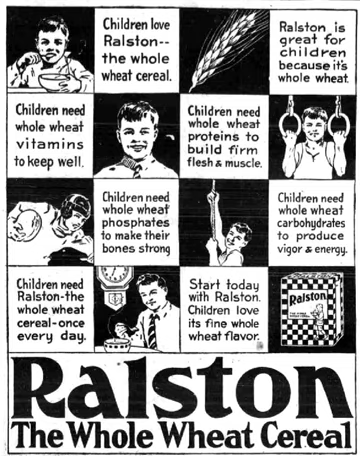 Children love
Ralston--
the whole
wheat cereal.
Ralston is
great for
children
because it's
whole wheat.
Children need
whole wheat
vitamins
to keep well.
Children need
whole wheat
proteins to
build firm
flesh & muscle.
Children need
whole wheat
phosphates
to make their
bones strong
Children need
whole wheat
carbohydrates
to produce
vigor & energy.
Children need
Ralston-the
whole wheat
cereal-once
every day.
Start today
with Ralston.
Children love
its fine whole
wheat flavor.
Ralston
Ralston
The Whole Wheat Cereal